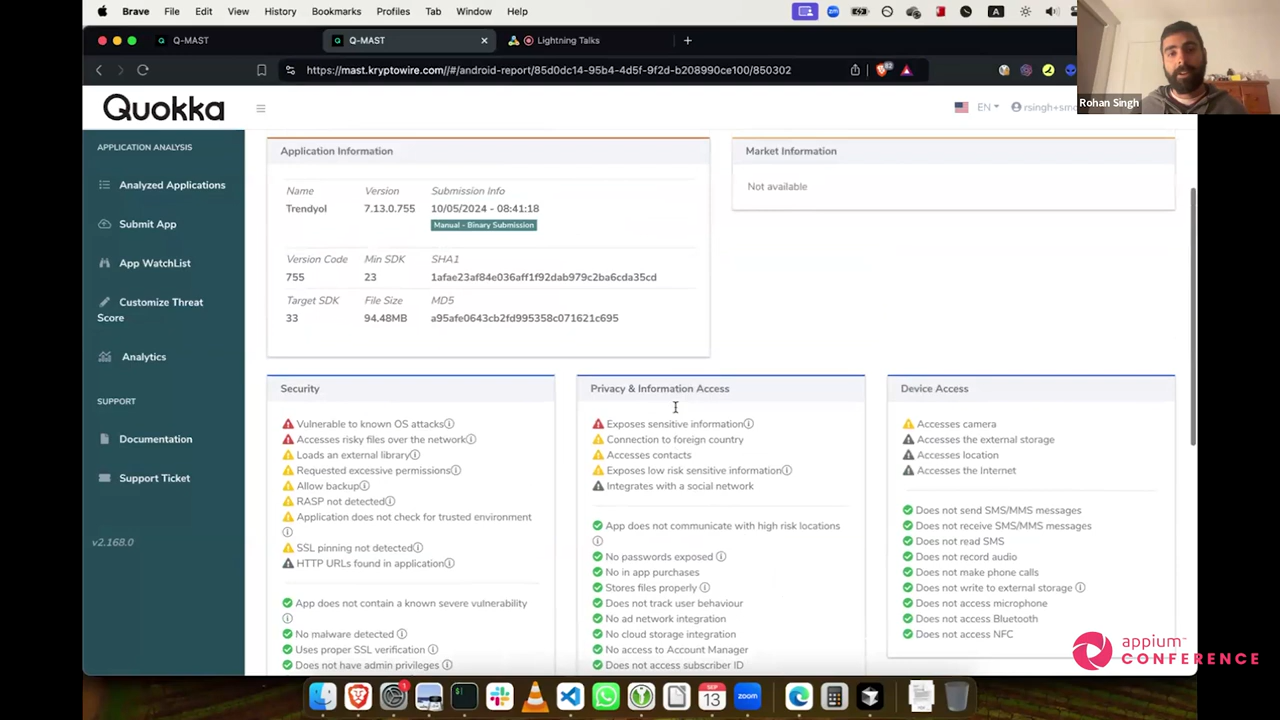 Brave File Edit View History Bookmarks Profiles Tab Window Help
Q-MAST
Q-MAST
Lightning Talks
https://mast.kryptowire.com//#/android-report/85d0dc14-95b4-4d5f-9f2d-b208990ce100/850302
Rohan Singh
Quokka
EN
rsingh+smo
APPLICATION ANALYSIS
Analyzed Applications
Submit App
App WatchList
Customize Threat
Score
Analytics
SUPPORT
Documentation
Support Ticket
v2.168.0
Application Information
Name Version Submission Info
Trendyol 7.13.0.755 10/05/2024 - 08:41:18
Manual - Binary Submission
Version Code Min SDK SHA1
755 23 1afae23af84e036aff1f92dab979c2ba6cda35cd
Target SDK File Size MD5
33 94.48MB a95afe0643cb2fd995358c071621c695
Market Information
Not available
Security
Vulnerable to known OS attacks
Accesses risky files over the network
Loads an external library
Requested excessive permissions
Allow backup
RASP not detected
Application does not check for trusted environment
SSL pinning not detected
HTTP URLs found in application
App does not contain a known severe vulnerability
No malware detected
Uses proper SSL verification
Does not have admin privileges
Privacy & Information Access
Exposes sensitive information
Connection to foreign country
Accesses contacts
Exposes low risk sensitive information
Integrates with a social network
App does not communicate with high risk locations
No passwords exposed
No in app purchases
Stores files properly
Does not track user behaviour
No ad network integration
No cloud storage integration
No access to Account Manager
Does not access subscriber ID
Device Access
Accesses camera
Accesses the external storage
Accesses location
Accesses the Internet
Does not send SMS/MMS messages
Does not receive SMS/MMS messages
Does not read SMS
Does not record audio
Does not make phone calls
Does not write to external storage
Does not access microphone
Does not access Bluetooth
Does not access NFC
appium
CONFERENCE
SEP
13
zoom